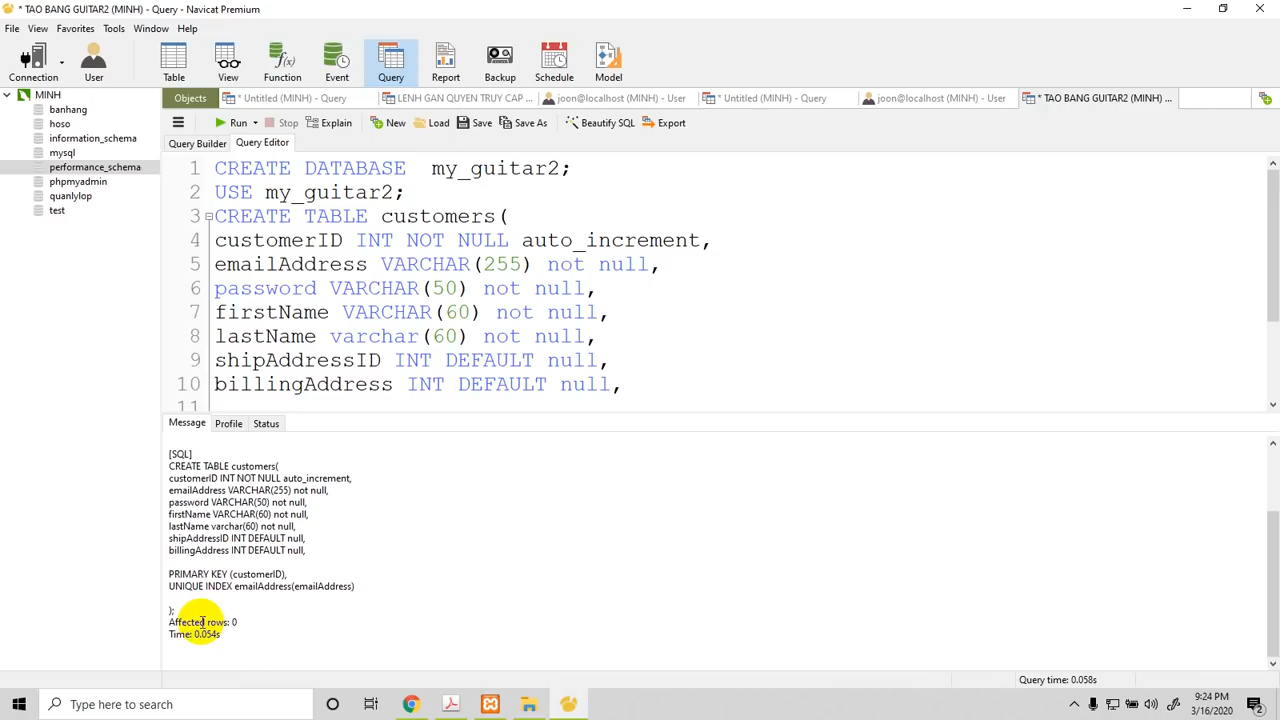 * TAO BANG GUITAR2 (MINH) - Query - Navicat Premium
File View Favorites Tools Window Help
Connection User Table View Function Event Query Report Backup Schedule Model
MINH
banhang
hoso
information_schema
mysql
performance_schema
phpmyadmin
quanlylop
test
Objects * Untitled (MINH) - Query LENH GAN QUYEN TRUY CAP ... joon@localhost (MINH) - User * Untitled (MINH) - Query joon@localhost (MINH) - User * TAO BANG GUITAR2 (MINH) ...
Run Stop Explain New Load Save Save As Beautify SQL Export
Query Builder Query Editor
1 CREATE DATABASE my_guitar2;
2 USE my_guitar2;
3 CREATE TABLE customers(
4 customerID INT NOT NULL auto_increment,
5 emailAddress VARCHAR(255) not null,
6 password VARCHAR(50) not null,
7 firstName VARCHAR(60) not null,
8 lastName varchar(60) not null,
9 shipAddressID INT DEFAULT null,
10 billingAddress INT DEFAULT null,
11
Message Profile Status
[SQL]
CREATE TABLE customers(
customerID INT NOT NULL auto_increment,
emailAddress VARCHAR(255) not null,
password VARCHAR(50) not null,
firstName VARCHAR(60) not null,
lastName varchar(60) not null,
shipAddressID INT DEFAULT null,
billingAddress INT DEFAULT null,
PRIMARY KEY (customerID),
UNIQUE INDEX emailAddress(emailAddress)
);
Affected rows: 0
Time: 0.054s
Query time: 0.058s
Type here to search
9:24 PM
3/16/2020
2